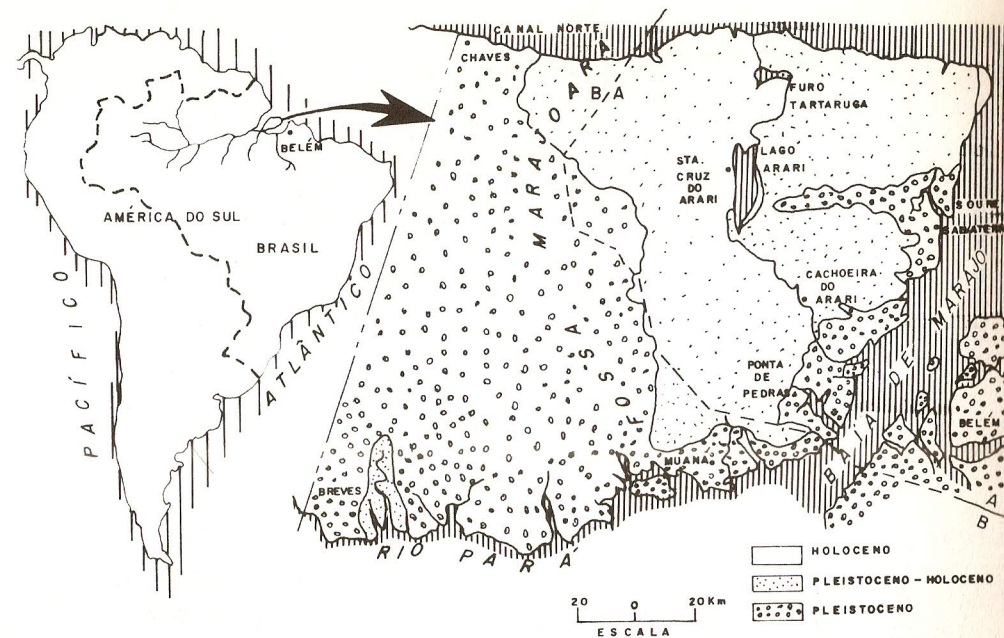 CANAL NORTE
CHAVES
BELÉM
AMÉRICA DO SUL
BRASIL
PACÍFICO
ATLÂNTICO
FOSSA MARAJOARA
B A
FURO
TARTARUGA
LAGO
ARARI
STA.
CRUZ
DO
ARARI
SOURE
CACHOEIRA
DO
ARARI
BAÍA DE MARAJÓ
PONTA
DE
PEDRAS
BELÉM
MUANA
BREVES
RIO PARÁ
A
B
HOLOCENO
PLEISTOCENO-HOLOCENO
PLEISTOCENO
20 0 20 Km
ESCALA